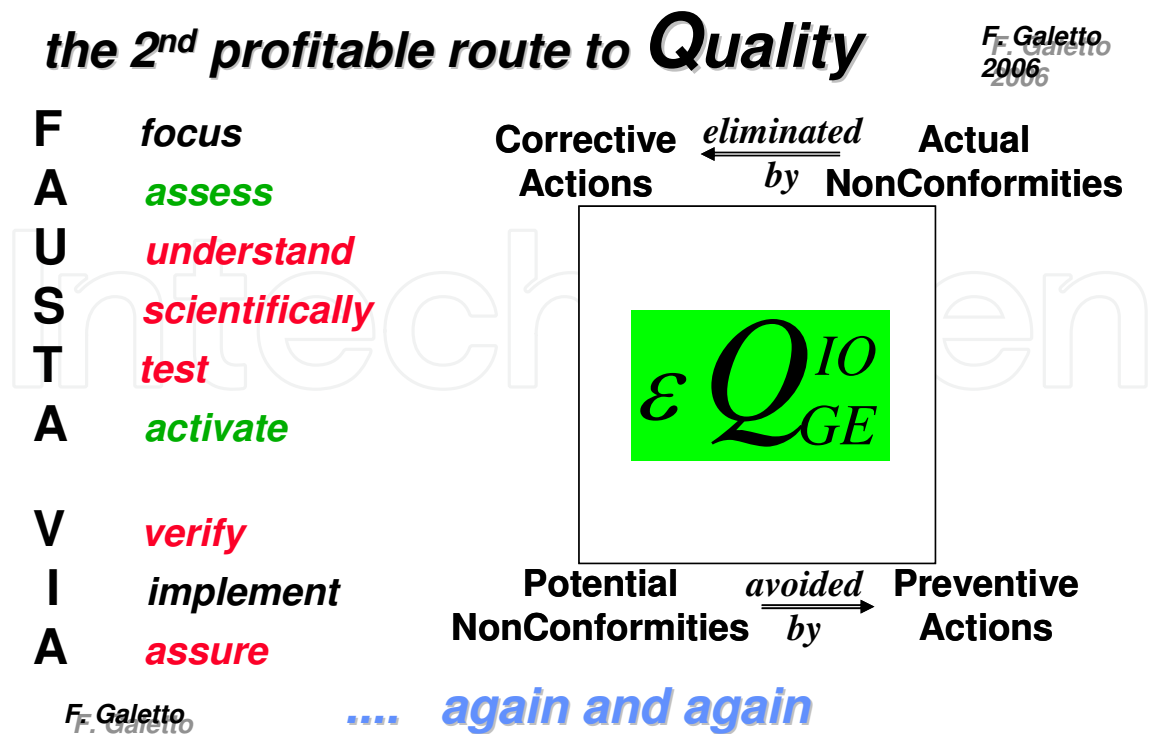 the 2nd profitable route to Quality
F. Galetto
2006
F focus
A assess
U understand
S scientifically
T test
A activate
V verify
I implement
A assure
Corrective Actions
eliminated by
Actual NonConformities
ε Q IO GE
Potential NonConformities
avoided by
Preventive Actions
F. Galetto
.... again and again